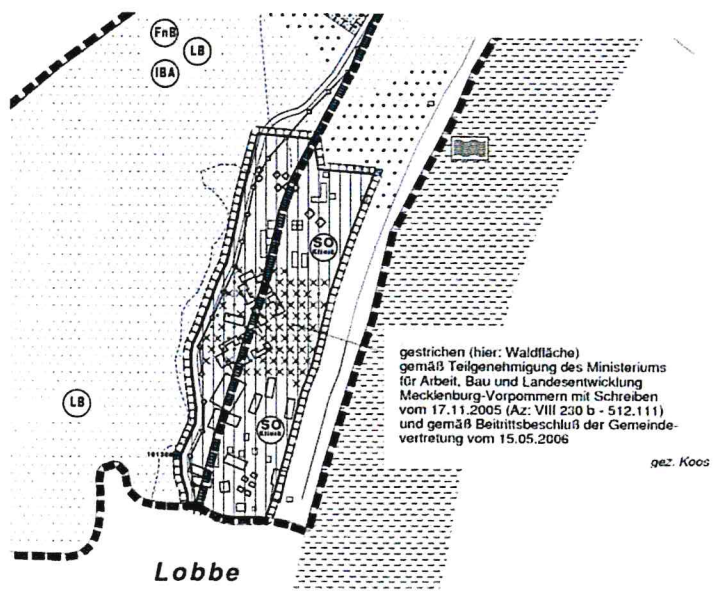 FnB
LB
IBA
SO
Klinik
gestrichen (hier: Waldfläche)
gemäß Teilgenehmigung des Ministeriums
für Arbeit, Bau und Landesentwicklung
Mecklenburg-Vorpommern mit Schreiben
vom 17.11.2005 (Az: VIII 230 b - 512.111)
und gemäß Beitrittsbeschluß der Gemeinde-
vertretung vom 15.05.2006
gez. Koos
LB
SO
Klinik
Lobbe